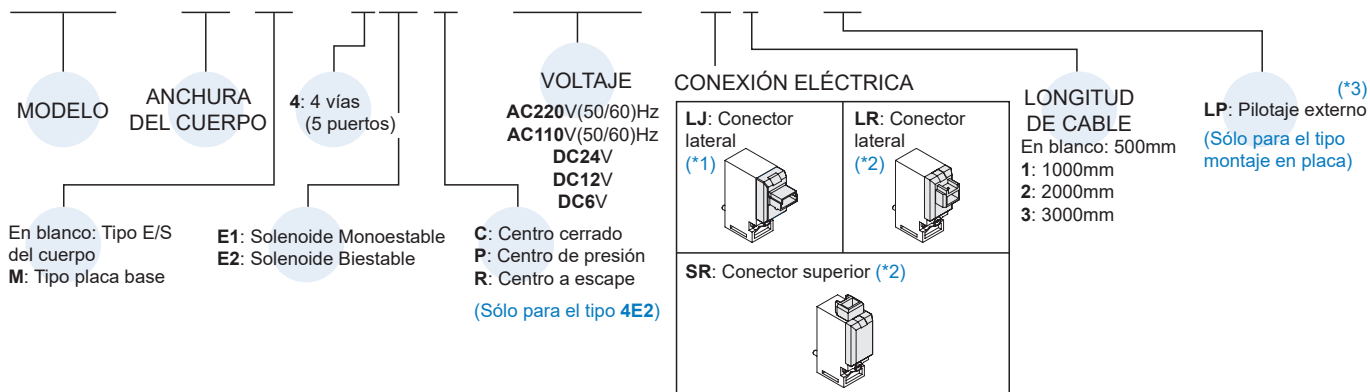 MODELO
ANCHURA
DEL CUERPO
4: 4 vías
(5 puertos)
VOLTAJE
AC220V(50/60)Hz
AC110V(50/60)Hz
DC24V
DC12V
DC6V
CONEXIÓN ELÉCTRICA
LJ: Conector
lateral
(*1)
LR: Conector
lateral
(*2)
SR: Conector superior (*2)
LONGITUD
DE CABLE
En blanco: 500mm
1: 1000mm
2: 2000mm
3: 3000mm
(*3)
LP: Pilotaje externo
(Sólo para el tipo
montaje en placa)
En blanco: Tipo E/S
del cuerpo
M: Tipo placa base
E1: Solenoide Monoestable
E2: Solenoide Biestable
C: Centro cerrado
P: Centro de presión
R: Centro a escape
(Sólo para el tipo 4E2)